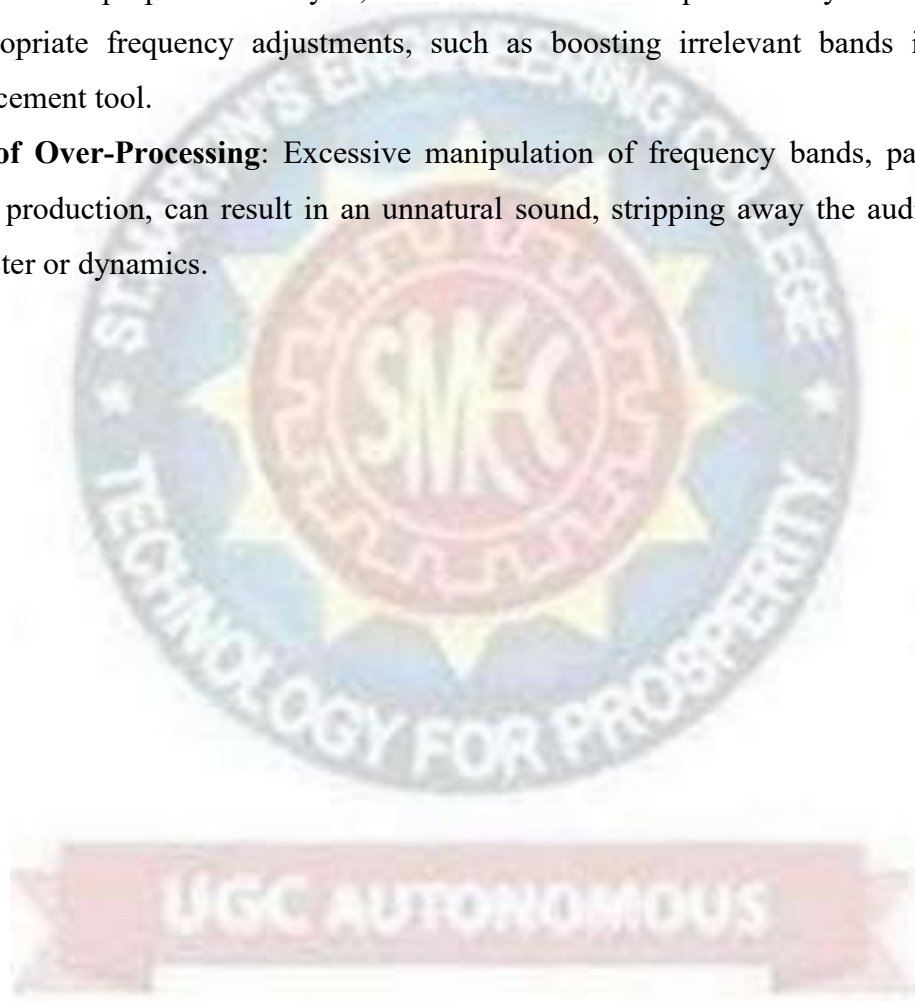 opriate frequency adjustments, such as boosting irrelevant bands i
cement tool.
of Over-Processing: Excessive manipulation of frequency bands, pa
production, can result in an unnatural sound, stripping away the aud
ter or dynamics.
ENGINEERING COLLEGE
SMEC
TECHNOLOGY FOR PROSPERITY
UGC AUTONOMOUS